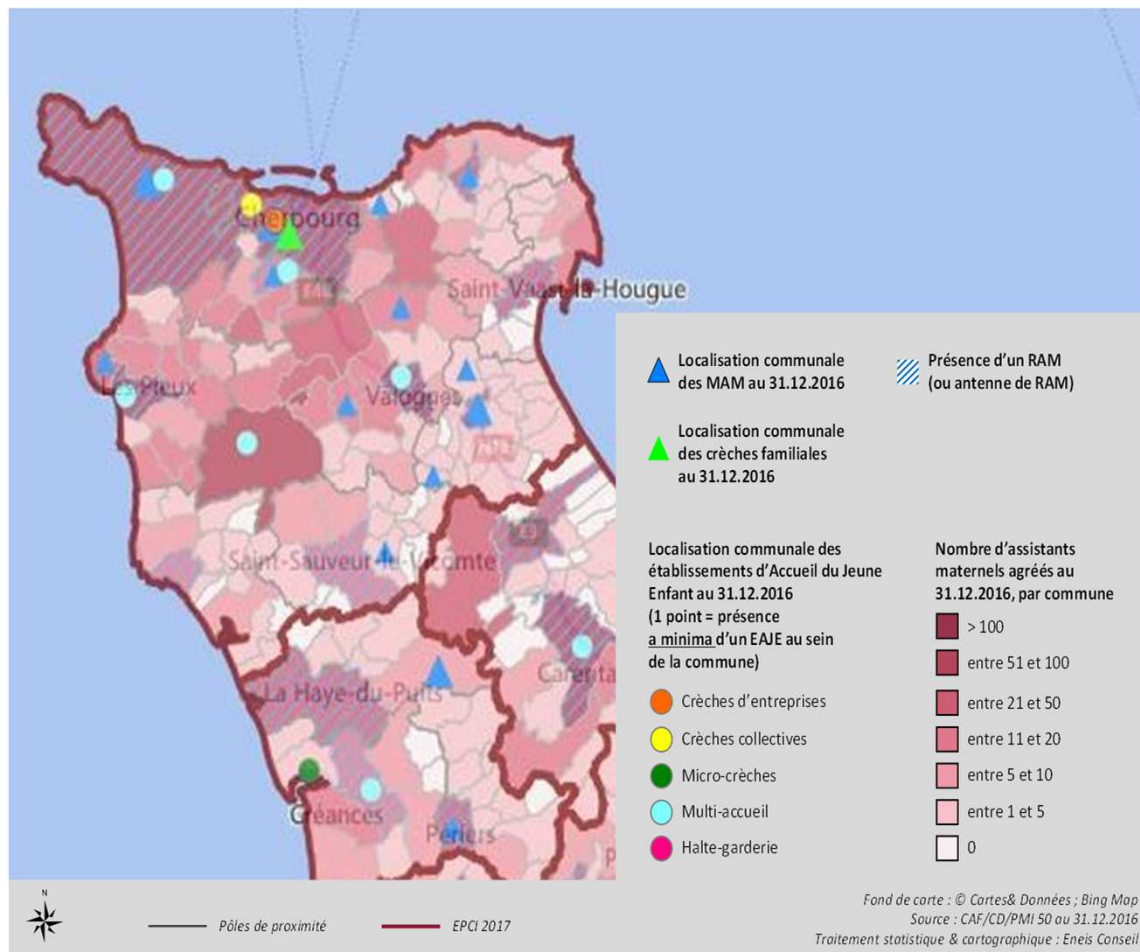 Cherbourg
Saint-Vaast-la-Hougue
Les Pieux
Valognes
Saint-Sauveur-le-Vicomte
Carenta
La Haye-du-Puits
Créances
Périers
Localisation communale
des MAM au 31.12.2016
Présence d'un RAM
(ou antenne de RAM)
Localisation communale
des crèches familiales
au 31.12.2016
Localisation communale des
établissements d'Accueil du Jeune
Enfant au 31.12.2016
(1 point = présence
a minima d'un EAJE au sein
de la commune)
Crèches d'entreprises
Crèches collectives
Micro-crèches
Multi-accueil
Halte-garderie
Nombre d'assistants
maternels agréés au
31.12.2016, par commune
> 100
entre 51 et 100
entre 21 et 50
entre 11 et 20
entre 5 et 10
entre 1 et 5
0
N
Pôles de proximité
EPCI 2017
Fond de carte : © Cartes& Données ; Bing Map
Source : CAF/CD/PMI 50 au 31.12.2016
Traitement statistique & cartographique : Eneis Conseil